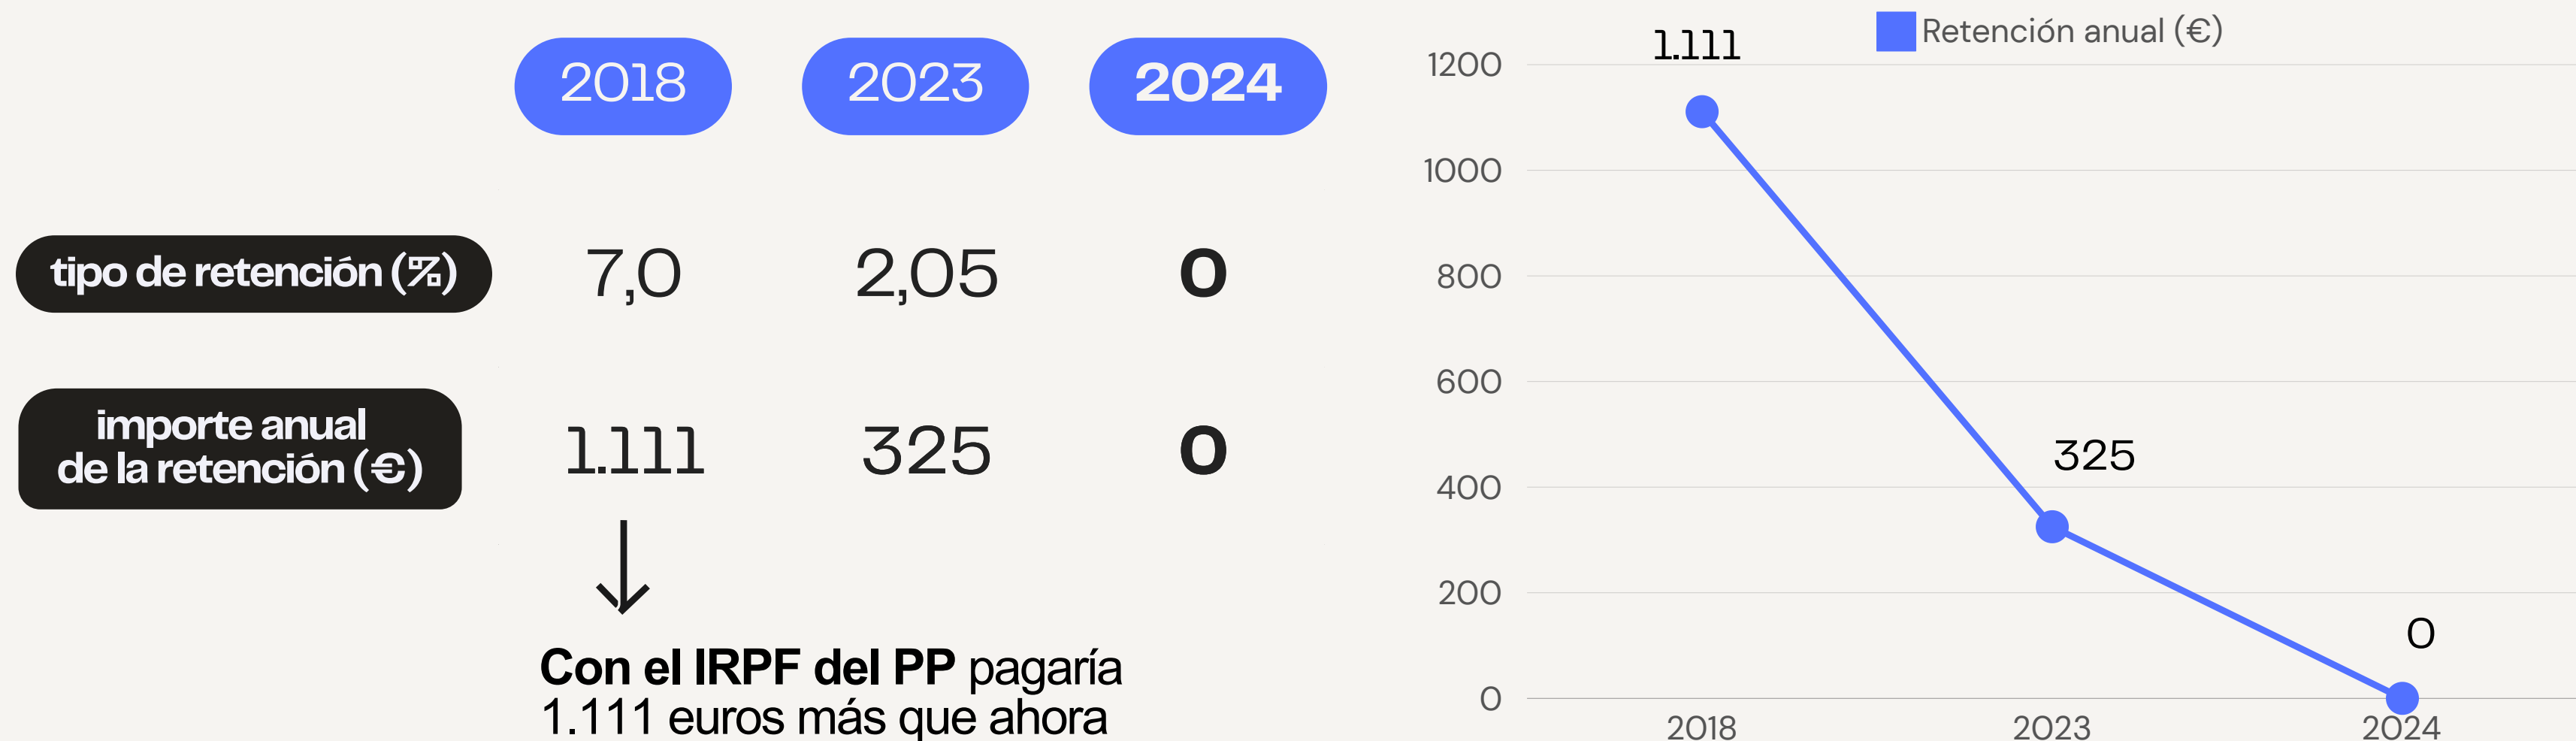 2018 2023 2024
tipo de retención (%) 7,0 2,05 0
importe anual
de la retención (€) 1.111 325 0
Con el IRPF del PP pagaría
1.111 euros más que ahora
Retención anual (€)
1.111
1200
1000
800
600
325
400
200
0
0
2018 2023 2024